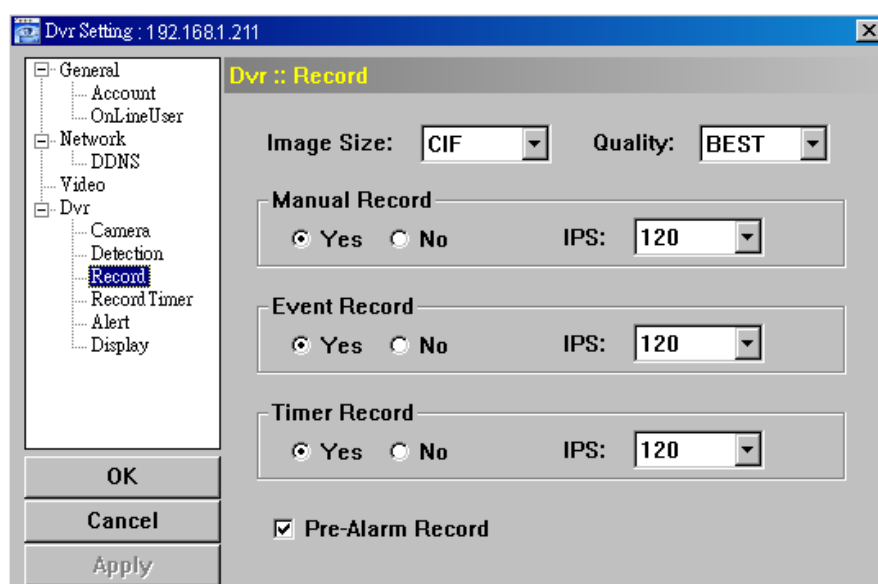 Dvr Setting : 192.168.1.211
General
Account
OnLineUser
Network
DDNS
Video
Dvr
Camera
Detection
Record
Record Timer
Alert
Display
OK
Cancel
Apply
Dvr :: Record
Image Size: CIF Quality: BEST
Manual Record
Yes No IPS: 120
Event Record
Yes No IPS: 120
Timer Record
Yes No IPS: 120
Pre-Alarm Record